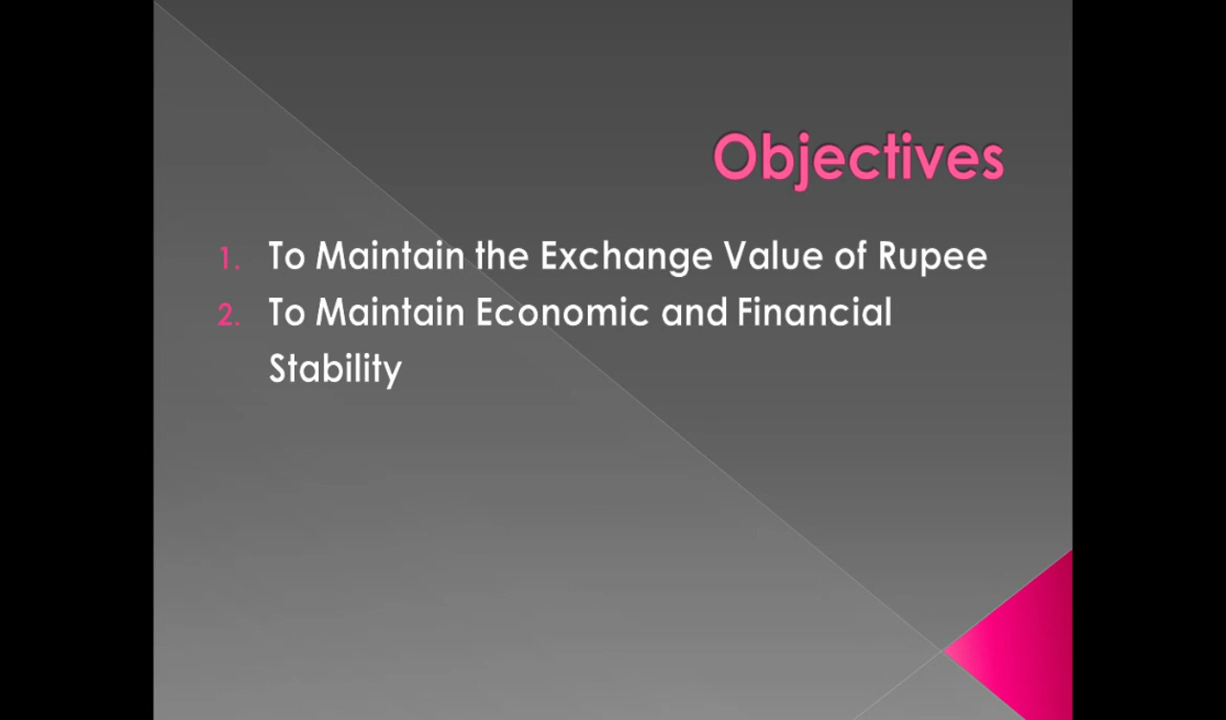 Objectives
1. To Maintain the Exchange Value of Rupee
2. To Maintain Economic and Financial
Stability